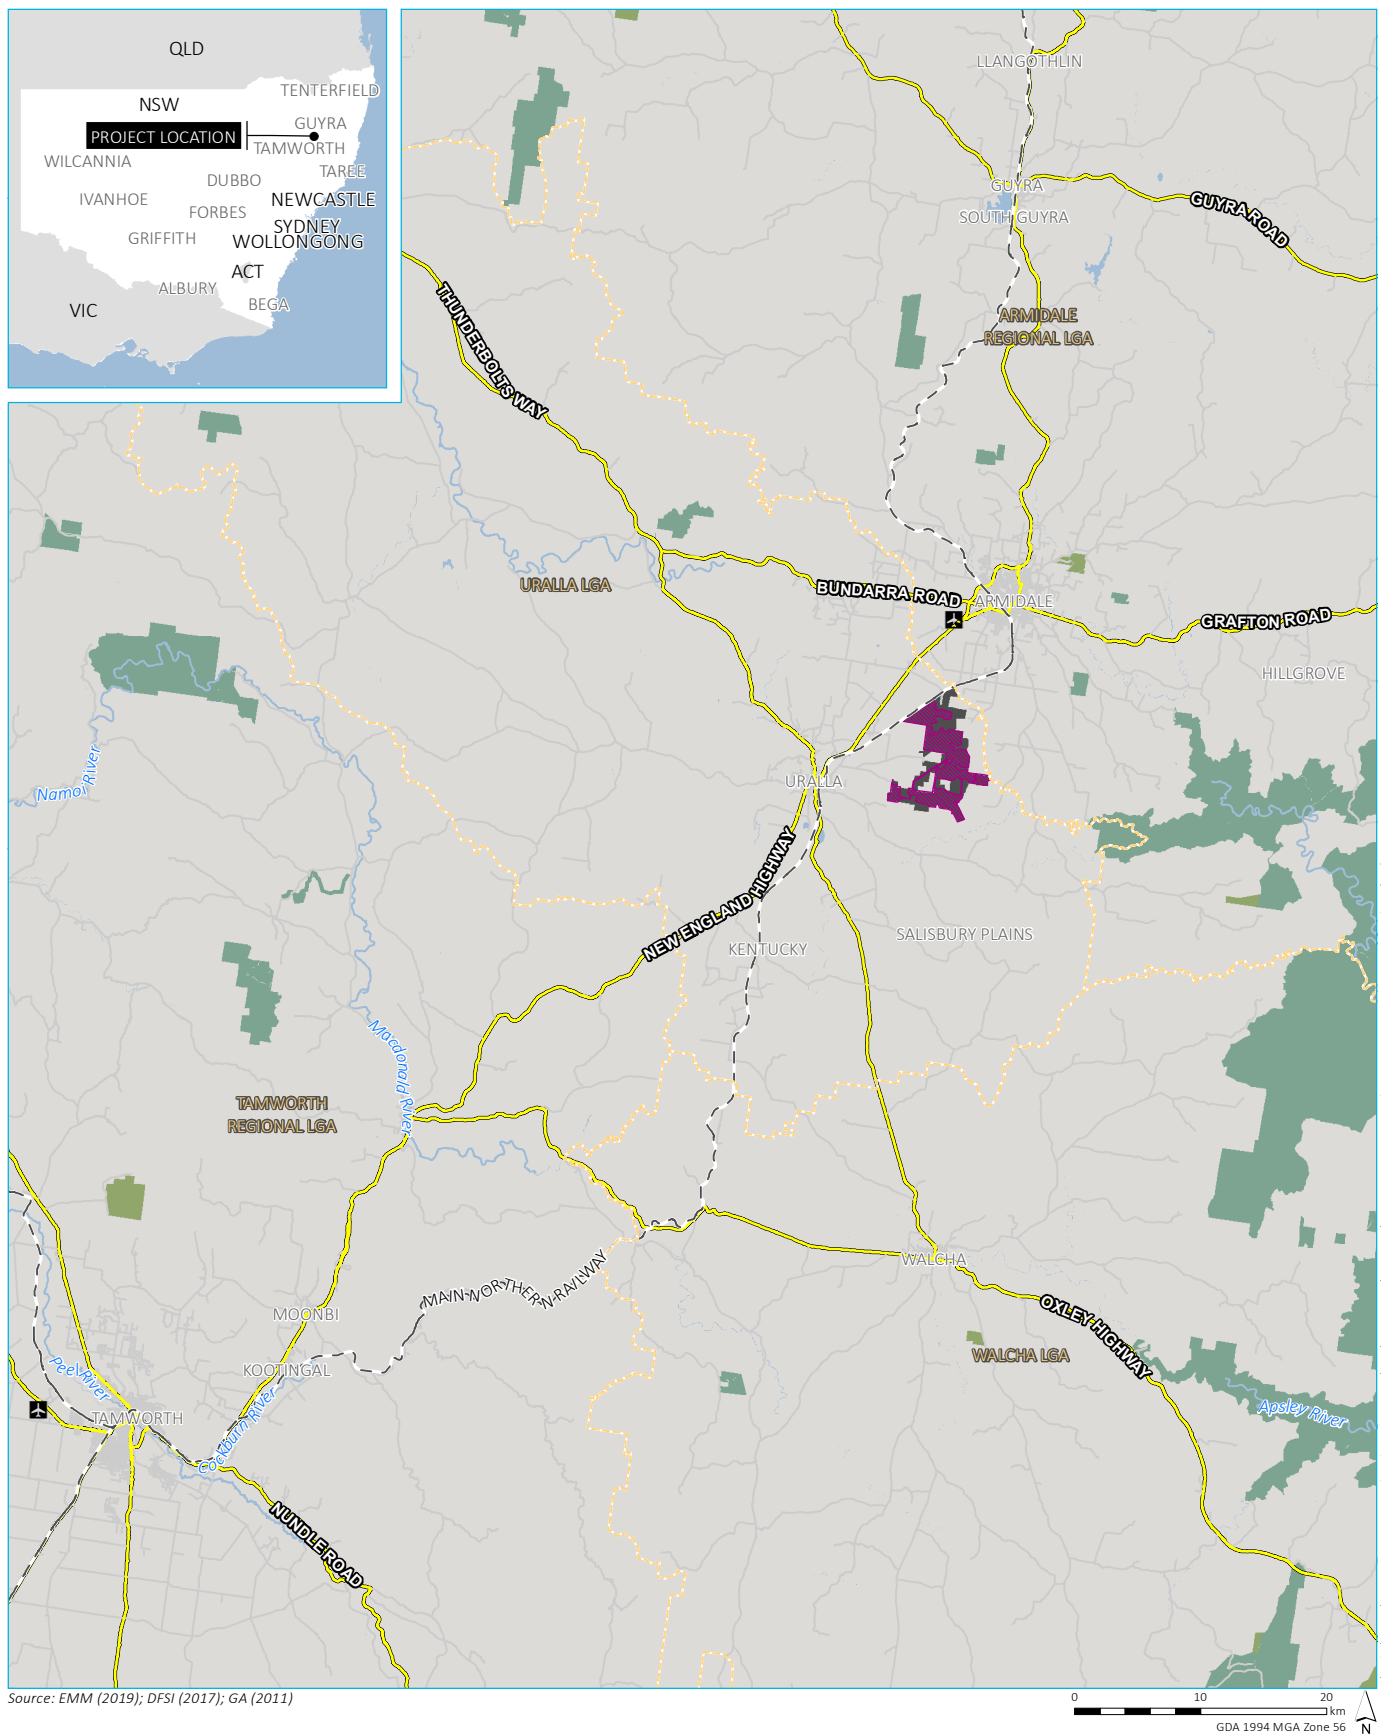 QLD
TENTERFIELD
NSW
GUYRA
PROJECT LOCATION
TAMWORTH
WILCANNIA
TAREE
DUBBO
IVANHOE
NEWCASTLE
FORBES
SYDNEY
GRIFFITH
WOLLONGONG
ACT
ALBURY
BEGA
VIC
LLANGOTHLIN
GUYRA
SOUTH GUYRA
GUYRA ROAD
THUNDERBOLTS WAY
ARMIDALE
REGIONAL LGA
URALLA LGA
BUNDARRA ROAD
ARMIDALE
GRAFTON ROAD
HILLGROVE
Namoi River
URALLA
NEW ENGLAND HIGHWAY
SALISBURY PLAINS
KENTUCKY
Macdonald River
TAMWORTH
REGIONAL LGA
MAIN NORTHERN RAILWAY
WALCHA
MOONBI
OXLEY HIGHWAY
WALCHA LGA
KOOTINGAL
Peel River
TAMWORTH
Cockburn River
Apsley River
NUNDLE ROAD
Source: EMM (2019); DFSI (2017); GA (2011)
0 10 20
km
GDA 1994 MGA Zone 56
N